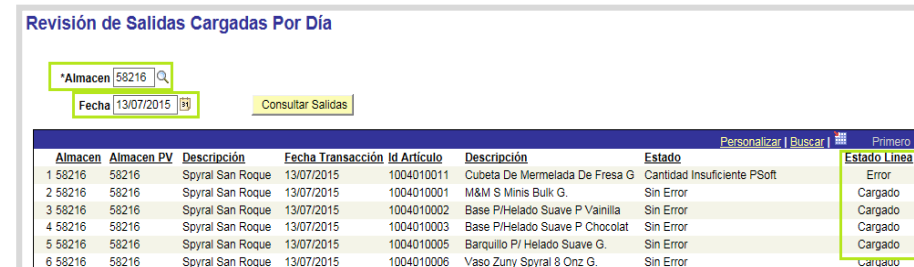 Revisión de Salidas Cargadas Por Día
*Almacen 58216
Fecha 13/07/2015 Consultar Salidas
Personalizar | Buscar | Primero
Almacen Almacen PV Descripción Fecha Transacción Id Artículo Descripción Estado Estado Linea
1 58216 58216 Spyral San Roque 13/07/2015 1004010011 Cubeta De Mermelada De Fresa G Cantidad Insuficiente PSoft Error
2 58216 58216 Spyral San Roque 13/07/2015 1004010001 M&M S Minis Bulk G. Sin Error Cargado
3 58216 58216 Spyral San Roque 13/07/2015 1004010002 Base P/Helado Suave P Vainilla Sin Error Cargado
4 58216 58216 Spyral San Roque 13/07/2015 1004010003 Base P/Helado Suave P Chocolat Sin Error Cargado
5 58216 58216 Spyral San Roque 13/07/2015 1004010005 Barquillo P/ Helado Suave G. Sin Error Cargado
6 58216 58216 Spyral San Roque 13/07/2015 1004010006 Vaso Zuny Spyral 8 Onz G. Sin Error Cargado